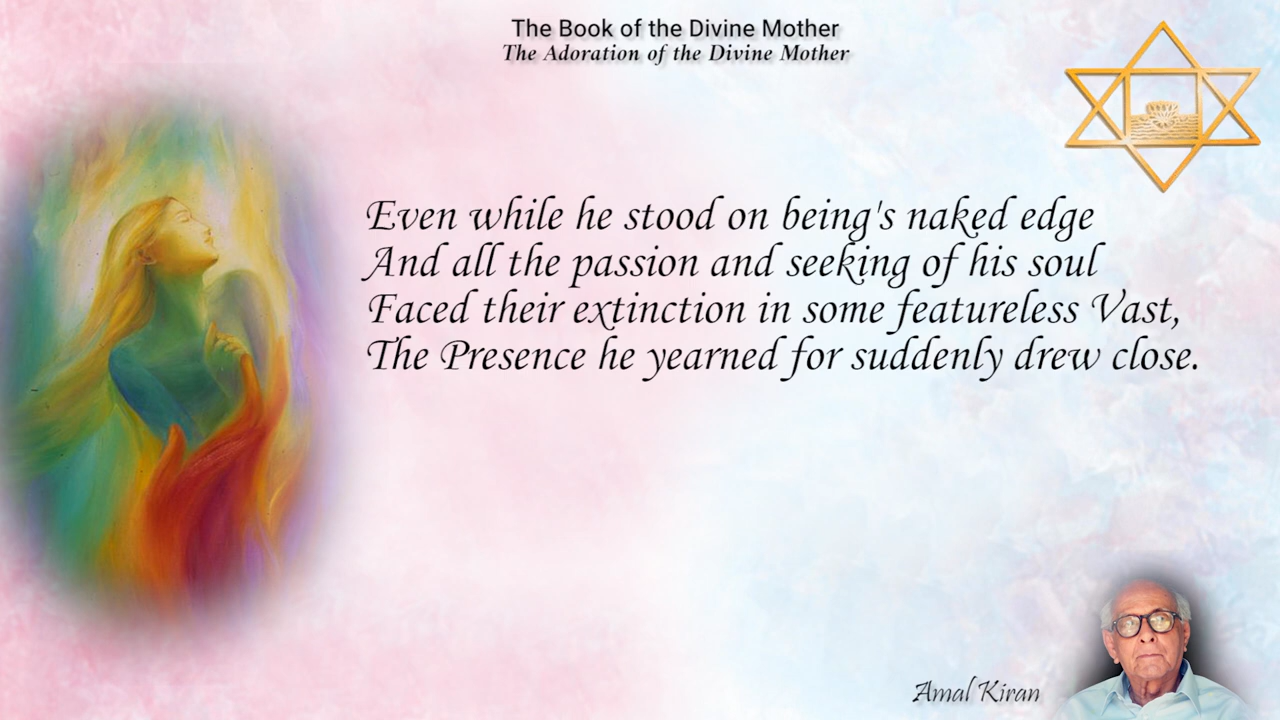 The Book of the Divine Mother
The Adoration of the Divine Mother
Even while he stood on being's naked edge
And all the passion and seeking of his soul
Faced their extinction in some featureless Vast,
The Presence he yearned for suddenly drew close.
Amal Kiran